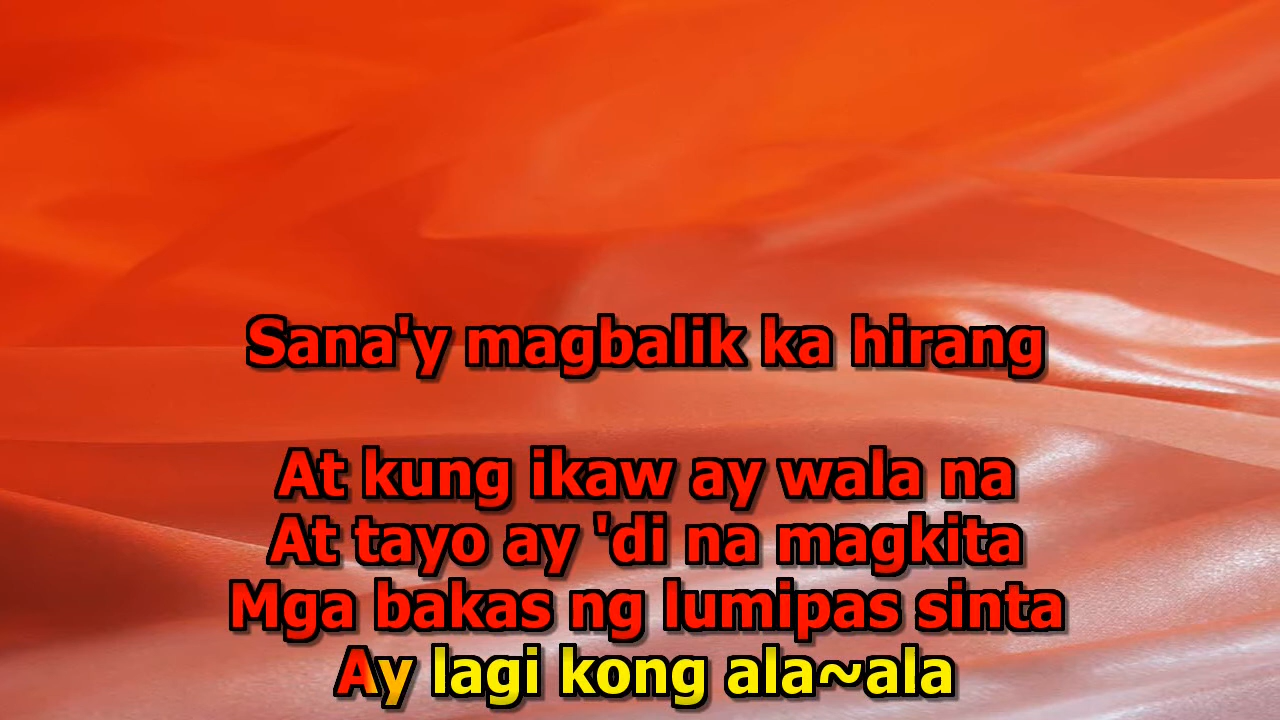 Sana'y magbalik ka hirang
At kung ikaw ay wala na
At tayo ay 'di na magkita
Mga bakas ng lumipas sinta
Ay lagi kong ala~ala